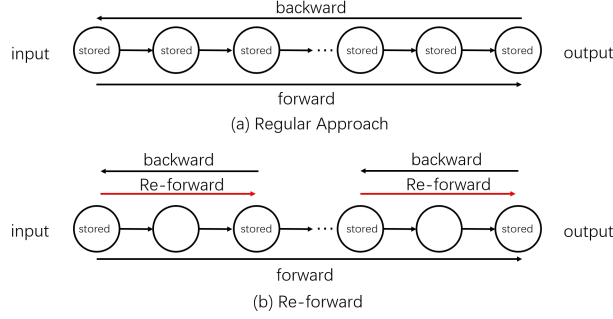 backward
input stored stored stored ... stored stored stored output
forward
(a) Regular Approach
backward backward
Re-forward Re-forward
input stored stored ... stored stored output
forward
(b) Re-forward